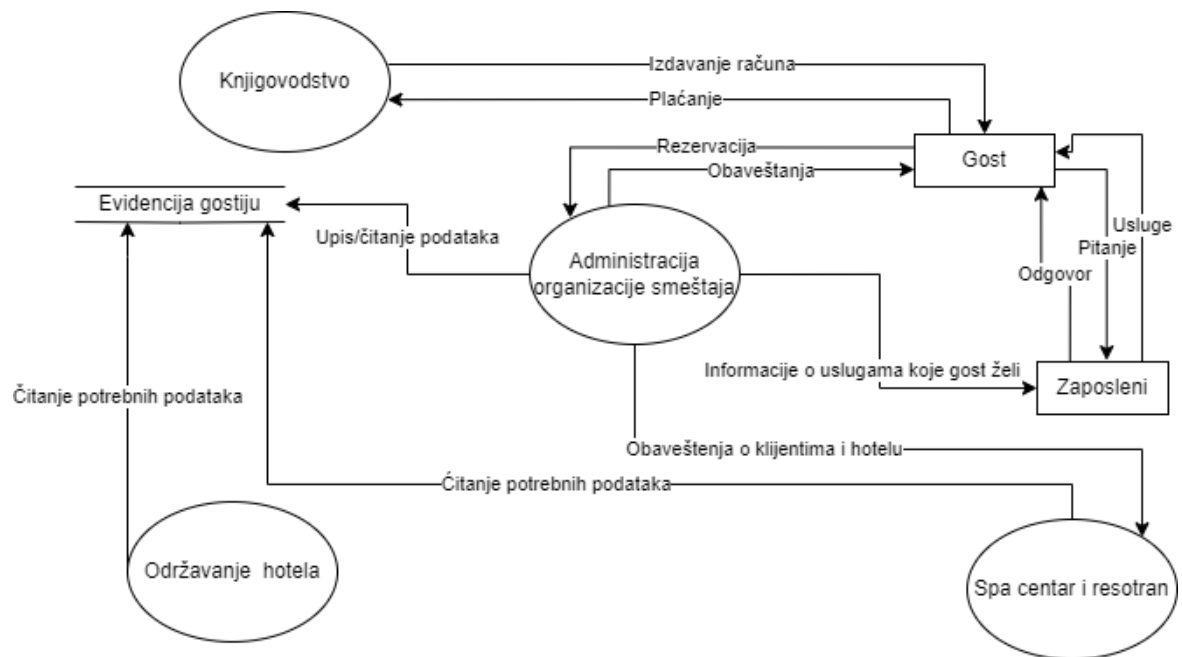 Knjigovodstvo
Izdavanje računa
Plaćanje
Rezervacija
Gost
Obaveštanja
Evidencija gostiju
Upis/čitanje podataka
Usluge
Pitanje
Odgovor
Administracija
organizacije smeštaja
Informacije o uslugama koje gost želi
Zaposleni
Čitanje potrebnih podataka
Obaveštenja o klijentima i hotelu
Ćitanje potrebnih podataka
Održavanje hotela
Spa centar i resotran